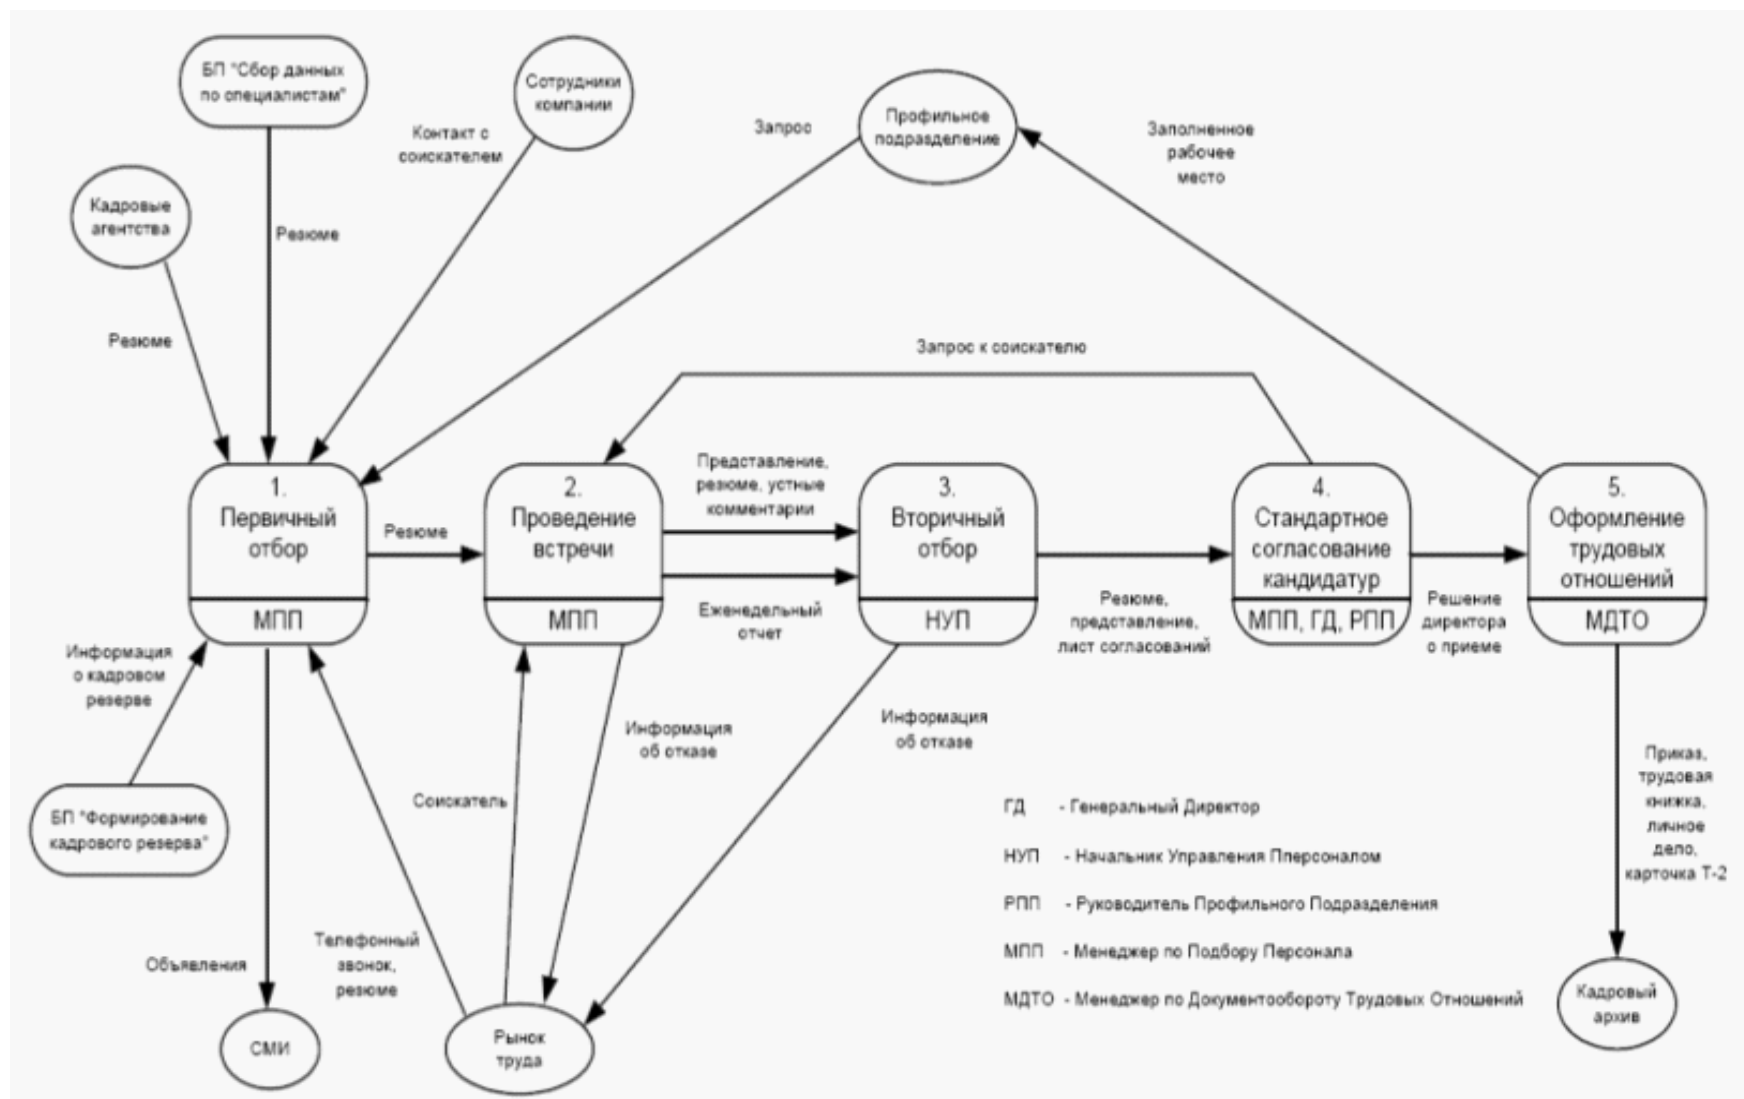 БП "Сбор данных
по специалистам"
Сотрудники
компании
Контакт с
соискателем
Запрос
Профильное
подразделение
Заполненное
рабочее
место
Кадровые
агентства
Резюме
Резюме
Запрос к соискателю
1.
Первичный
отбор
МПП
Резюме
2.
Проведение
встречи
МПП
Представление,
резюме, устные
комментарии
Еженедельный
отчет
3.
Вторичный
отбор
НУП
Резюме,
представление,
лист согласований
4.
Стандартное
согласование
кандидатур
МПП, ГД, РПП
Решение
директора
о приеме
5.
Оформление
трудовых
отношений
МДТО
Информация
о кадровом
резерве
БП "Формирование
кадрового резерва"
Объявления
СМИ
Телефонный
звонок,
резюме
Соискатель
Информация
об отказе
Информация
об отказе
Рынок
труда
ГД - Генеральный Директор
НУП - Начальник Управления Пперсоналом
РПП - Руководитель Профильного Подразделения
МПП - Менеджер по Подбору Персонала
МДТО - Менеджер по Документообороту Трудовых Отношений
Приказ,
трудовая
книжка,
личное
дело,
карточка Т-2
Кадровый
архив